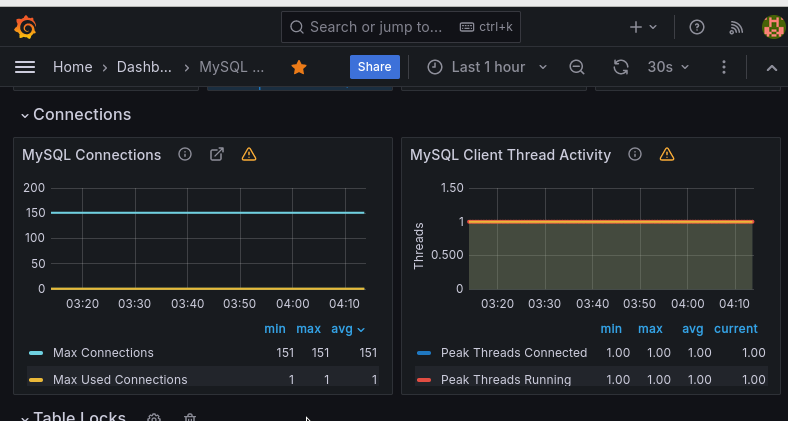 Search or jump to... ctrl+k
Home Dashb... MySQL ... Share Last 1 hour 30s
Connections
MySQL Connections
200
150
100
50
0
03:20 03:30 03:40 03:50 04:00 04:10
min max avg
Max Connections 151 151 151
Max Used Connections 1 1 1
MySQL Client Thread Activity
Threads
1.50
1
0.500
0
03:20 03:30 03:40 03:50 04:00 04:10
min max avg current
Peak Threads Connected 1.00 1.00 1.00 1.00
Peak Threads Running 1.00 1.00 1.00 1.00
Table Locks